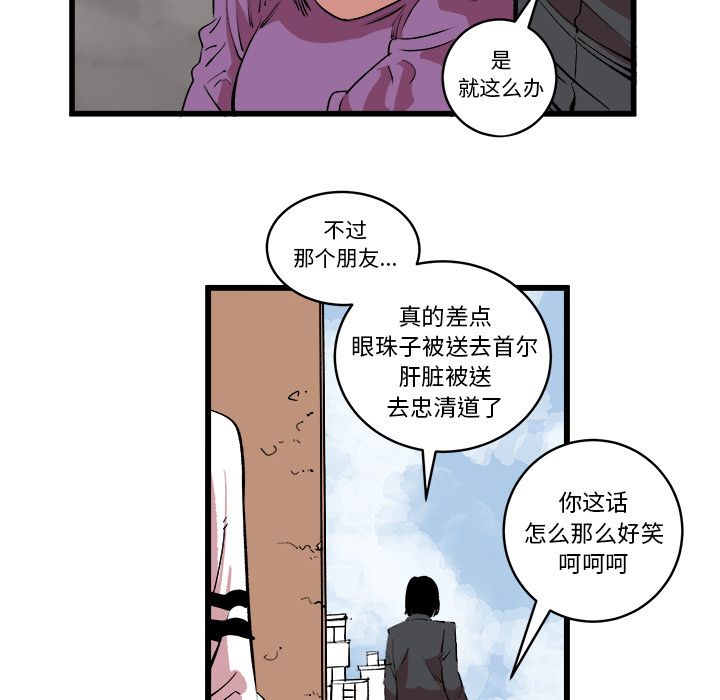 是
就这么办
不过
那个朋友...
真的差点
眼珠子被送去首尔
肝脏被送
去忠清道了
你这话
怎么那么好笑
呵呵呵